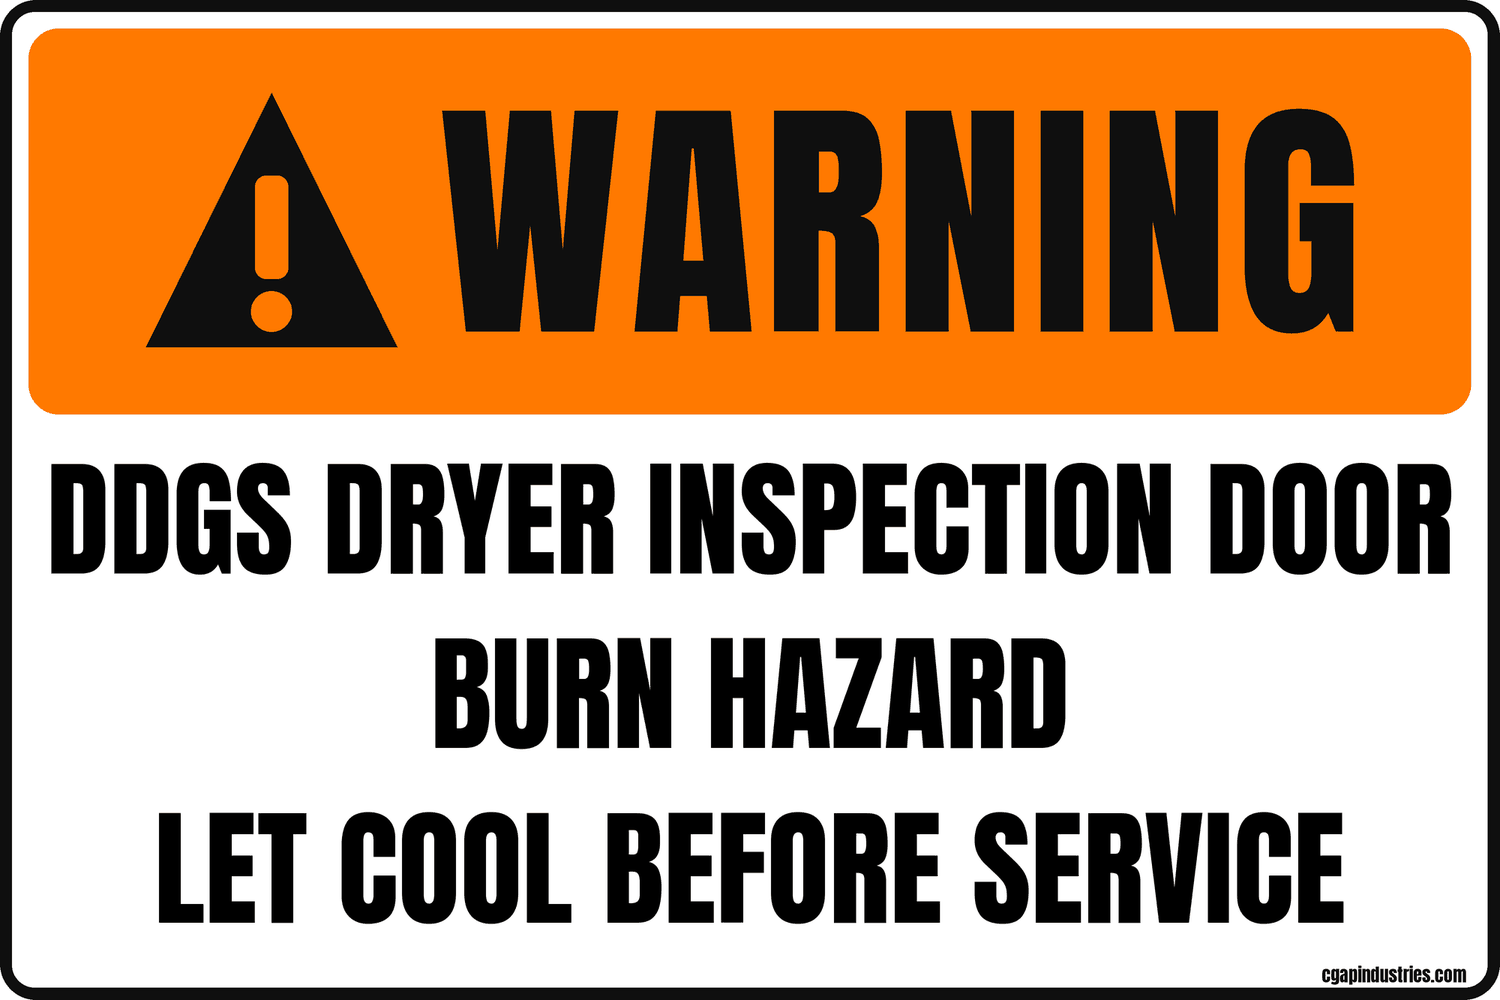 WARNING
DDGS DRYER INSPECTION DOOR
BURN HAZARD
LET COOL BEFORE SERVICE
cgapindustries.com